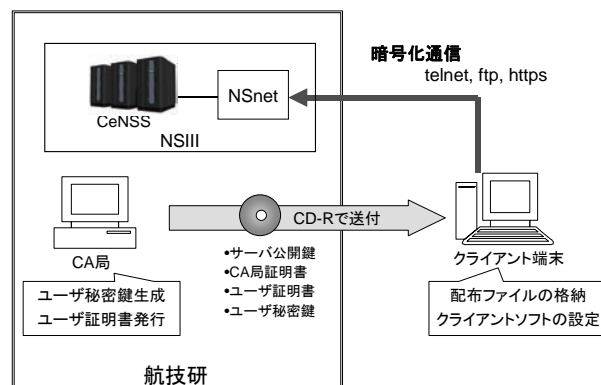 暗号化通信
telnet, ftp, https
CeNSS
NSnet
NSIII
CD-Rで送付
CA局
•サーバ公開鍵
•CA局証明書
•ユーザ証明書
•ユーザ秘密鍵
クライアント端末
ユーザ秘密鍵生成
ユーザ証明書発行
配布ファイルの格納
クライアントソフトの設定
航技研